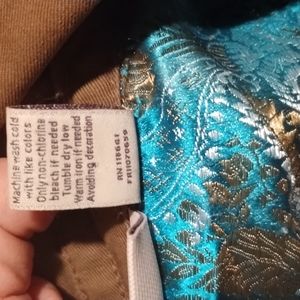 Machine wash cold
with like colors
Only non-chlorine
bleach if needed
Tumble dry low
Warm iron if needed
Avoiding decoration